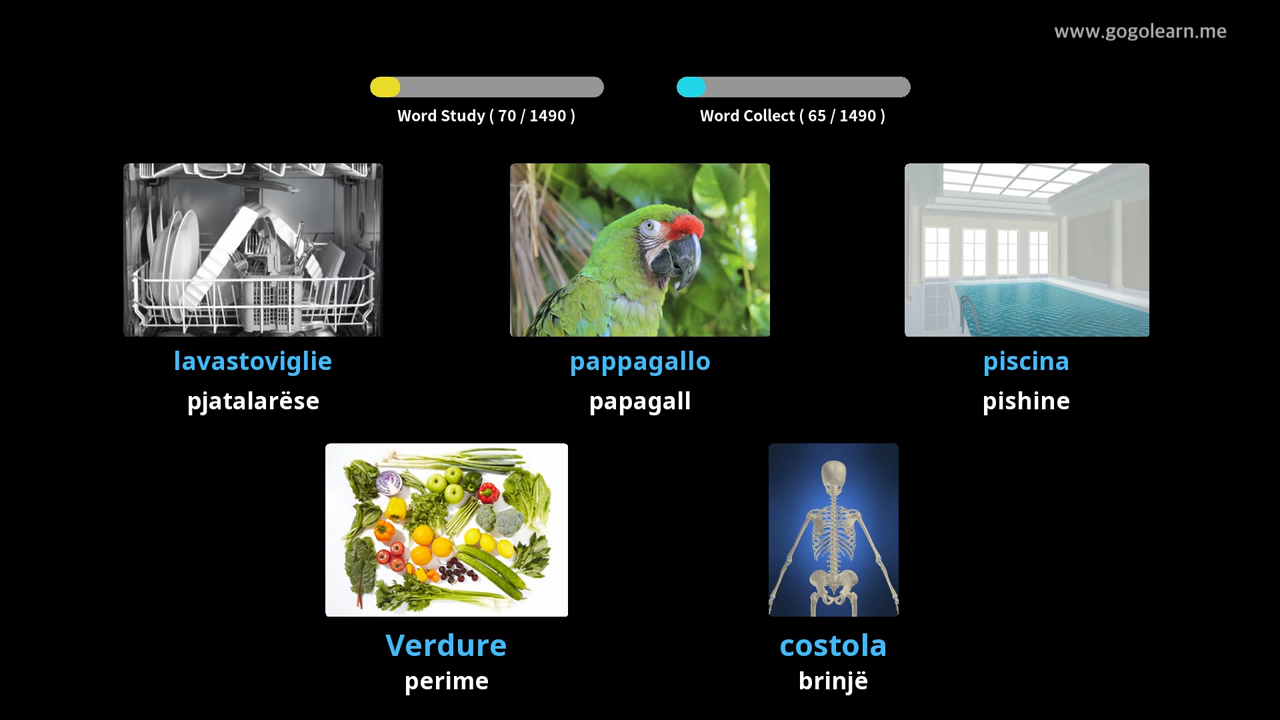 www.gogolearn.me
Word Study ( 70 / 1490 )
Word Collect ( 65 / 1490 )
lavastoviglie
pjatalarëse
pappagallo
papagall
piscina
pishine
Verdure
perime
costola
brinjë